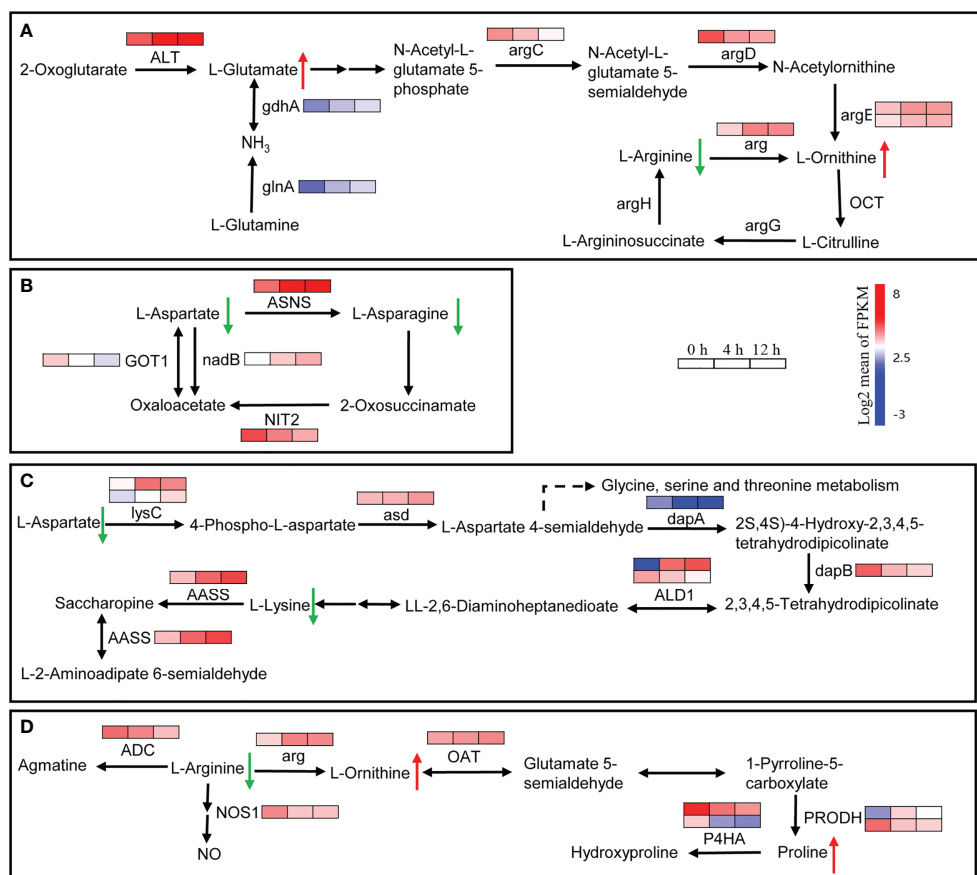 A
ALT
2-Oxoglutarate
L-Glutamate
gdhA
NH3
glnA
L-Glutamine
N-Acetyl-L-
glutamate 5-
phosphate
argC
N-Acetyl-L-
glutamate 5-
semialdehyde
argD
N-Acetylornithine
argE
L-Arginine
arg
L-Ornithine
argH
OCT
L-Argininosuccinate
argG
L-Citrulline
B
ASNS
L-Aspartate
L-Asparagine
GOT1
nadB
Oxaloacetate
2-Oxosuccinamate
NIT2
0 h 4 h 12 h
Log2 mean of FPKM
8
2.5
-3
C
lysC
L-Aspartate
4-Phospho-L-aspartate
asd
L-Aspartate 4-semialdehyde
Glycine, serine and threonine metabolism
dapA
2S,4S)-4-Hydroxy-2,3,4,5-
tetrahydrodipicolinate
dapB
AASS
Saccharopine
L-Lysine
LL-2,6-Diaminoheptanedioate
ALD1
2,3,4,5-Tetrahydrodipicolinate
AASS
L-2-Aminoadipate 6-semialdehyde
D
ADC
Agmatine
L-Arginine
arg
L-Ornithine
OAT
Glutamate 5-
semialdehyde
1-Pyrroline-5-
carboxylate
NOS1
NO
PRODH
P4HA
Hydroxyproline
Proline